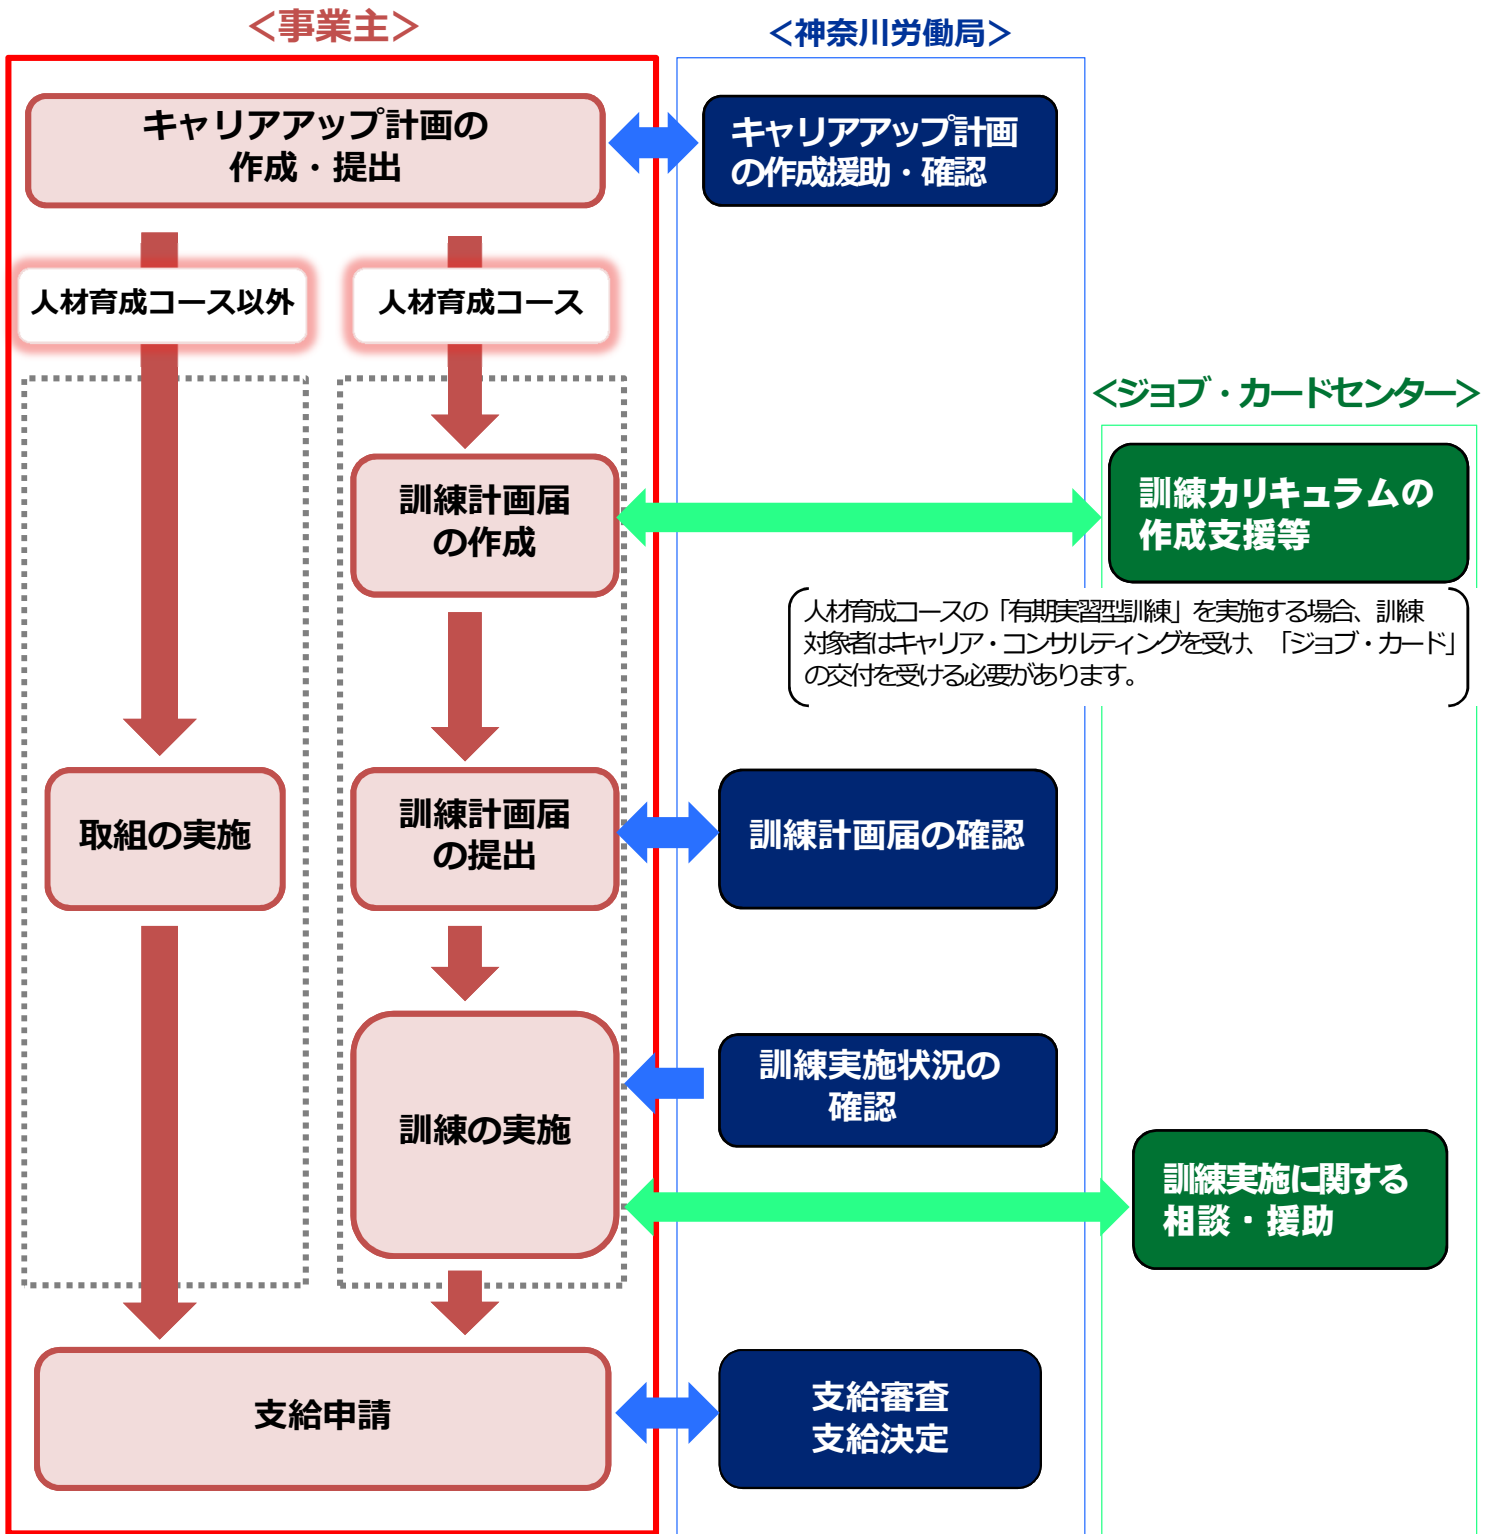 ＜事業主＞
＜神奈川労働局＞
キャリアアップ計画の
作成・提出
キャリアアップ計画
の作成援助・確認
人材育成コース以外
人材育成コース
＜ジョブ・カードセンター＞
訓練計画届
の作成
訓練カリキュラムの
作成支援等
人材育成コースの「有期実習型訓練」を実施する場合、訓練
対象者はキャリア・コンサルティングを受け、「ジョブ・カード」
の交付を受ける必要があります。
取組の実施
訓練計画届
の提出
訓練計画届の確認
訓練実施状況の
確認
訓練の実施
訓練実施に関する
相談・援助
支給申請
支給審査
支給決定